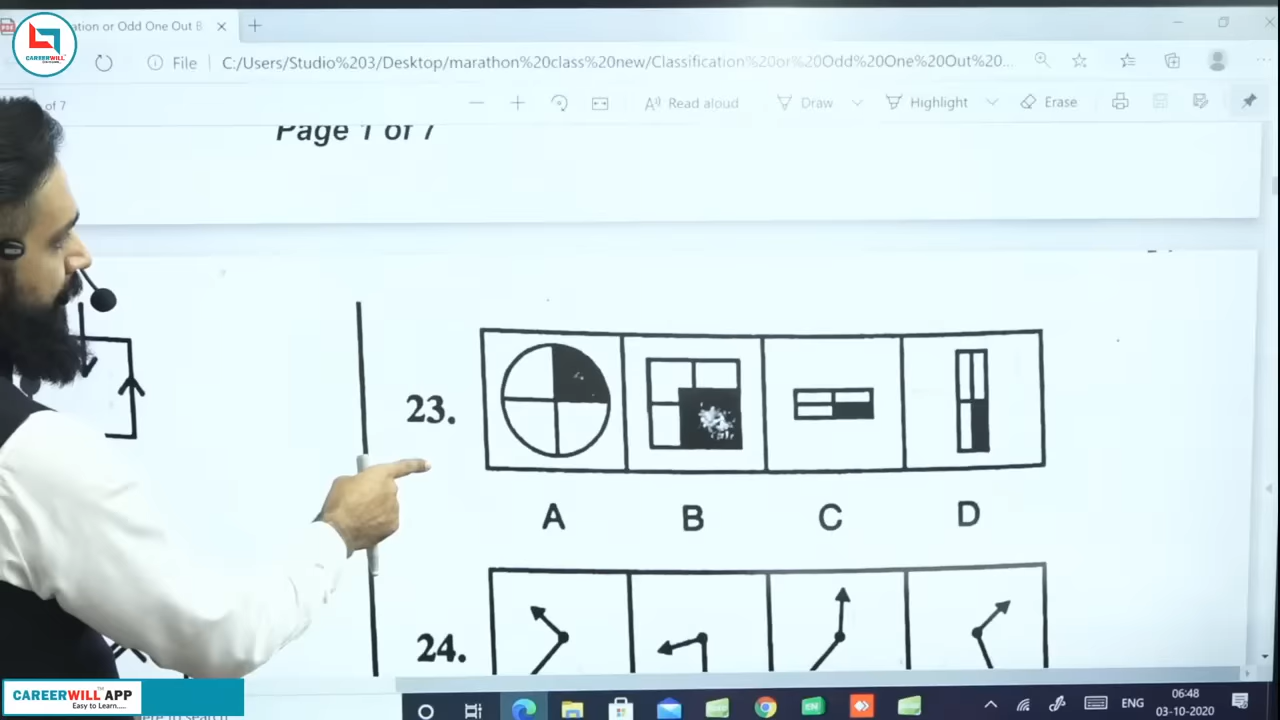 ation or Odd One Out B
CAREERWILL
File
C:/Users/Studio%203/Desktop/marathon%20class%20new/Classification%20or%20Odd%20One%20Out%20...
of 7
Read aloud
Draw
Highlight
Erase
Page 1 of 7
23.
A B C D
24.
CAREERWILL APP
Easy to Learn.....
ENG
06:48
03-10-2020